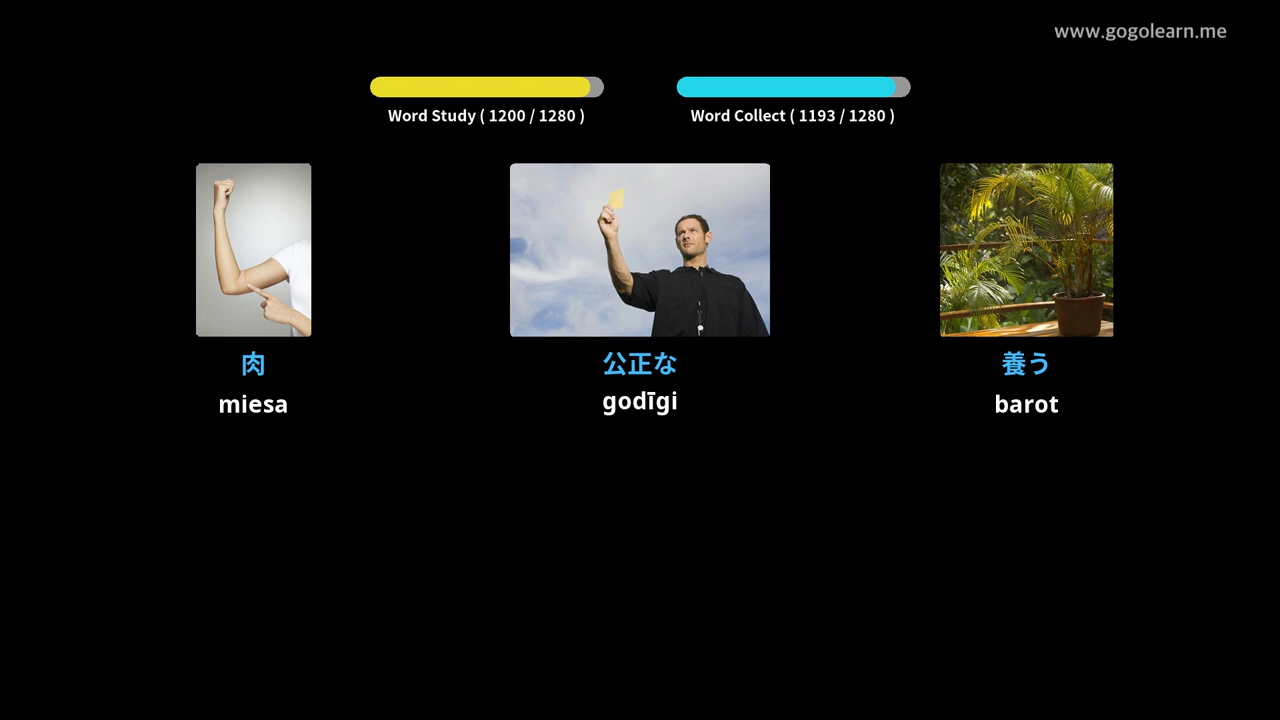 www.gogolearn.me
Word Study ( 1200 / 1280 )
Word Collect ( 1193 / 1280 )
肉
公正な
養う
miesa
godīgi
barot